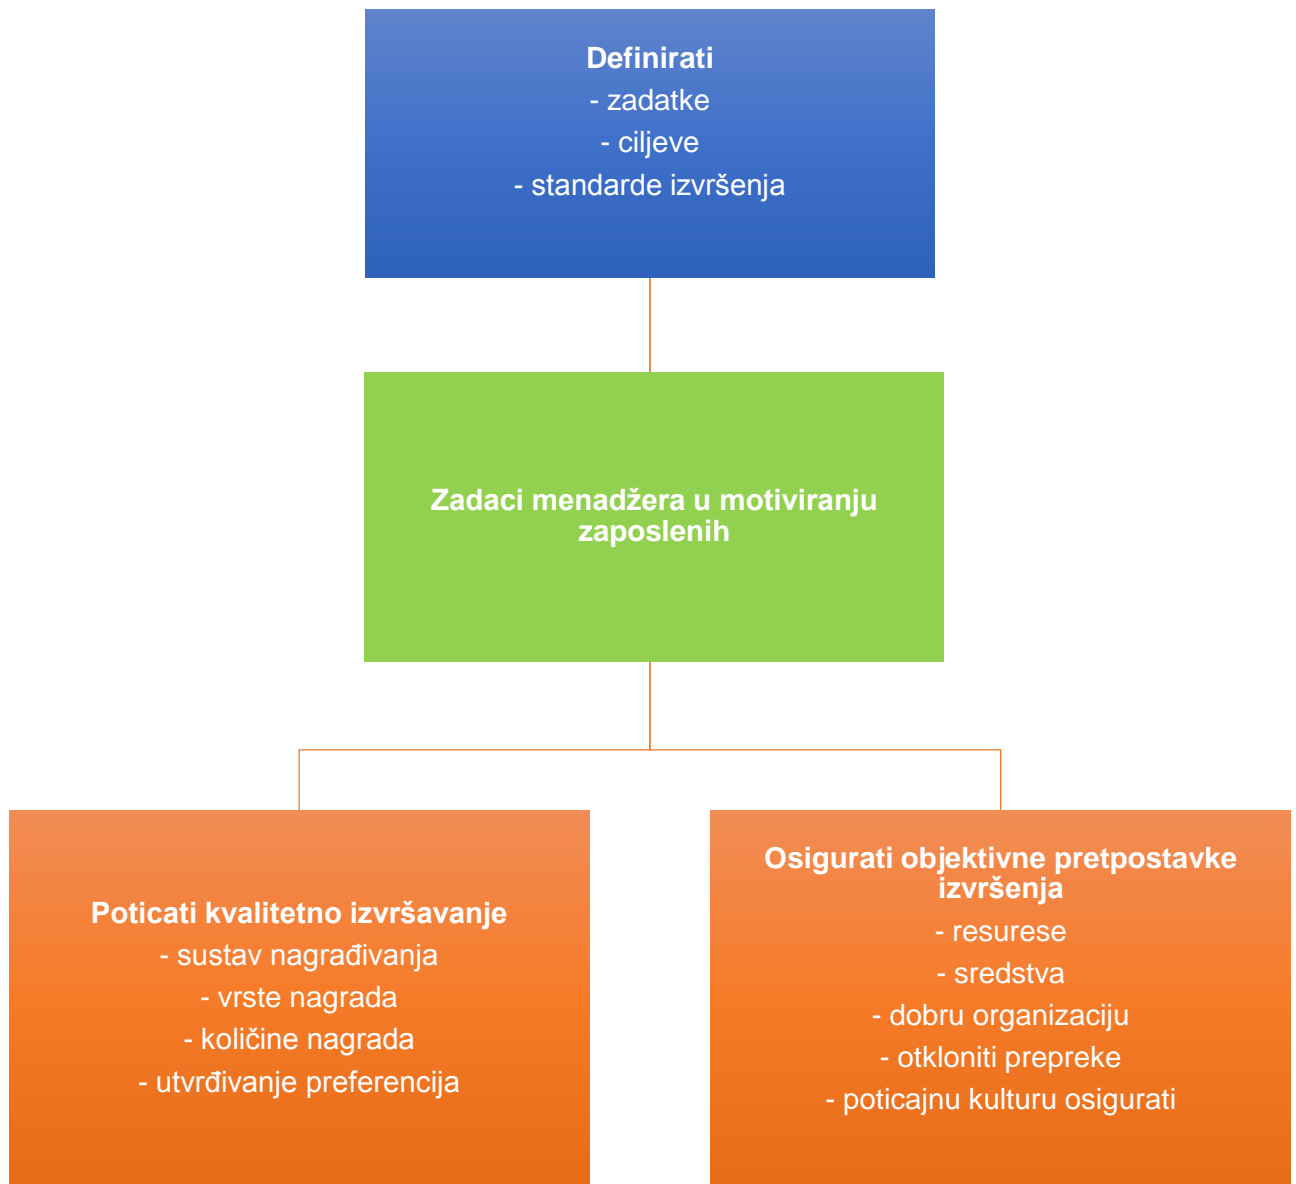 Definirati
- zadatke
- ciljeve
- standarde izvršenja
Zadaci menadžera u motiviranju
zaposlenih
Poticati kvalitetno izvršavanje
- sustav nagrađivanja
- vrste nagrada
- količine nagrada
- utvrđivanje preferencija
Osigurati objektivne pretpostavke
izvršenja
- resurese
- sredstva
- dobru organizaciju
- otkloniti prepreke
- poticajnu kulturu osigurati